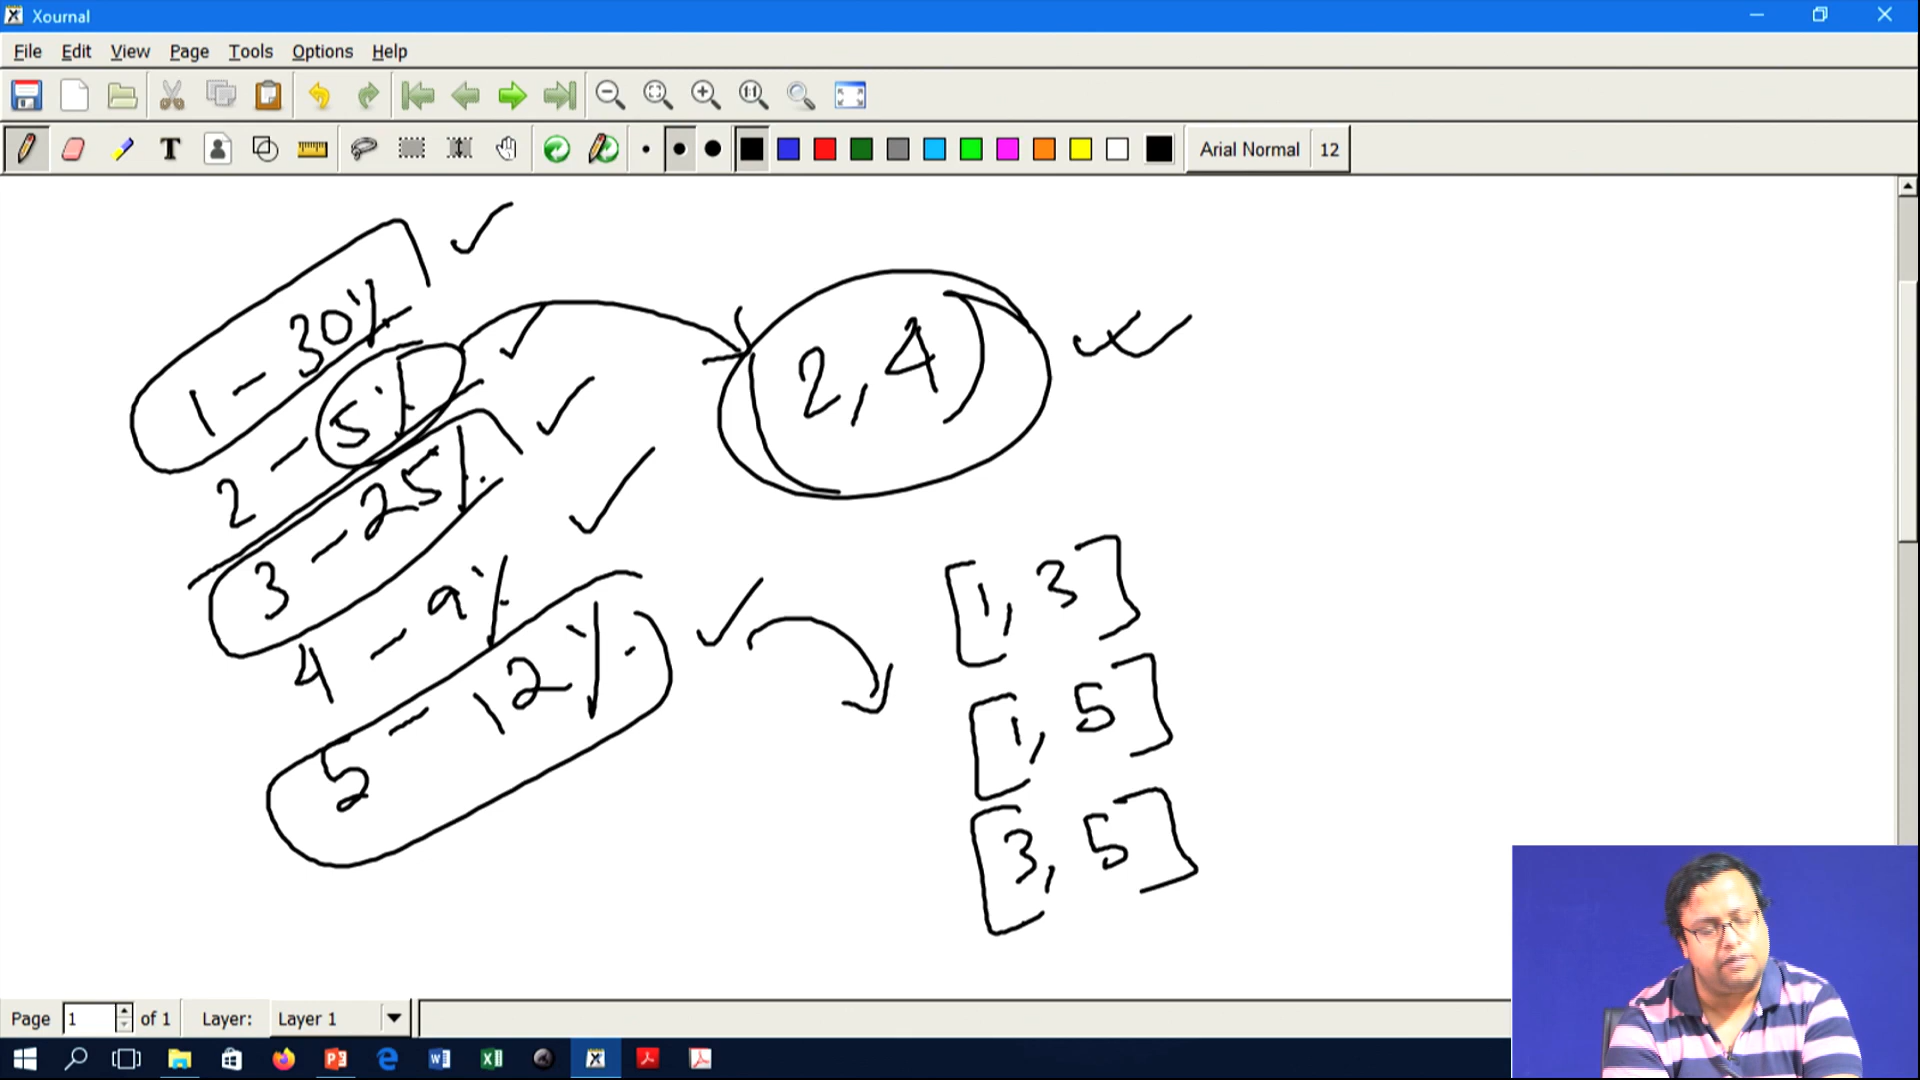 Xournal
File Edit View Page Tools Options Help
T Arial Normal 12
1 - 30%
2 - 5%
3 - 25%
4 - 9%
5 - 12%
(2, 4)
[1, 3]
[1, 5]
[3, 5]
Page 1 of 1 Layer: Layer 1